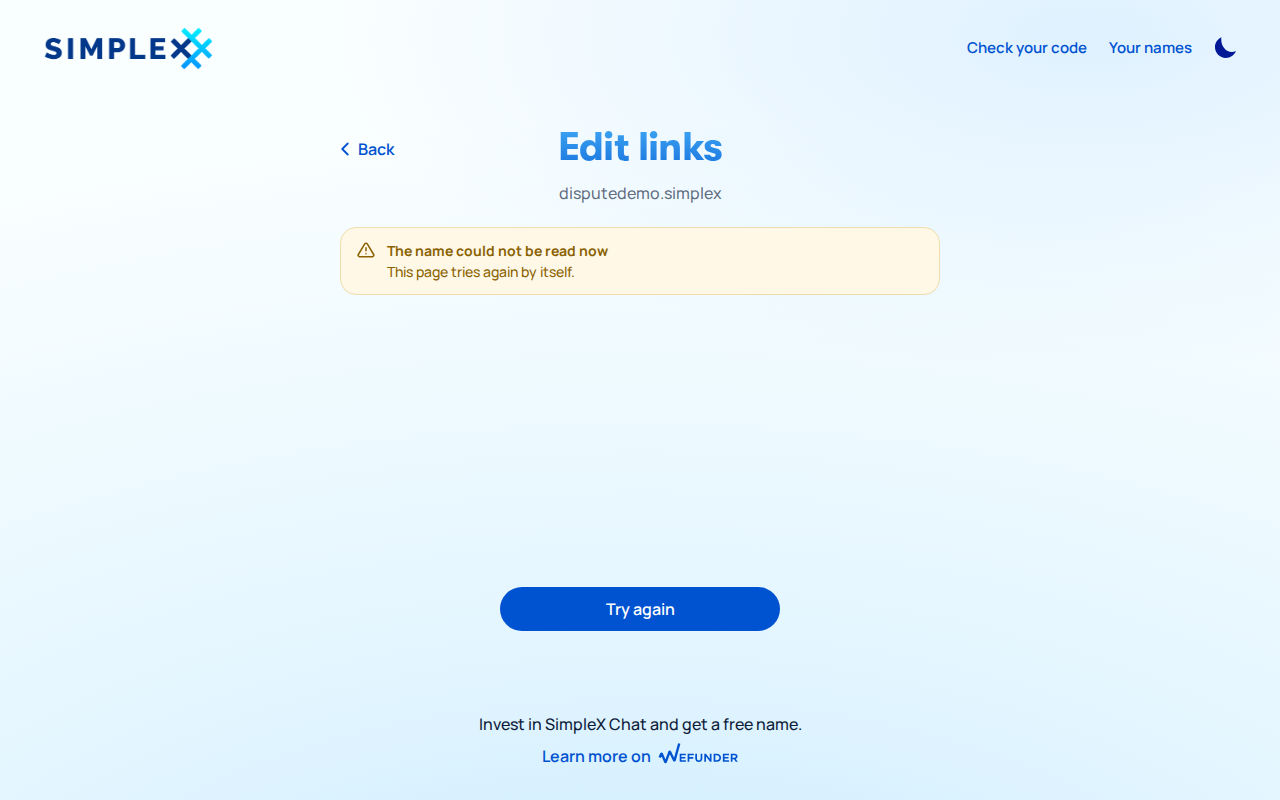 SIMPLEX
Check your code
Your names
Back
Edit links
disputedemo.simplex
The name could not be read now
This page tries again by itself.
Try again
Invest in SimpleX Chat and get a free name.
Learn more on WEFUNDER